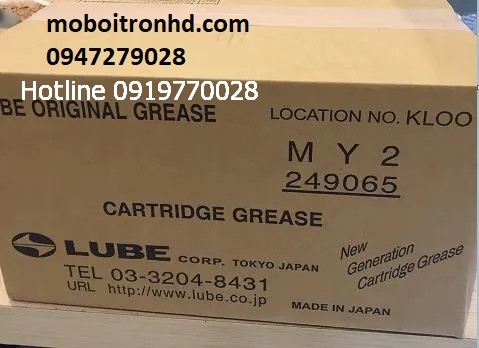 moboitronhd.com
0947279028
Hotline 0919770028
BE ORIGINAL GREASE
LOCATION NO. KLOO
M Y 2
249065
CARTRIDGE GREASE
LUBE CORP. TOKYO JAPAN
TEL 03-3204-8431
URL http://www.lube.co.jp
New
Generation
Cartridge Grease
MADE IN JAPAN